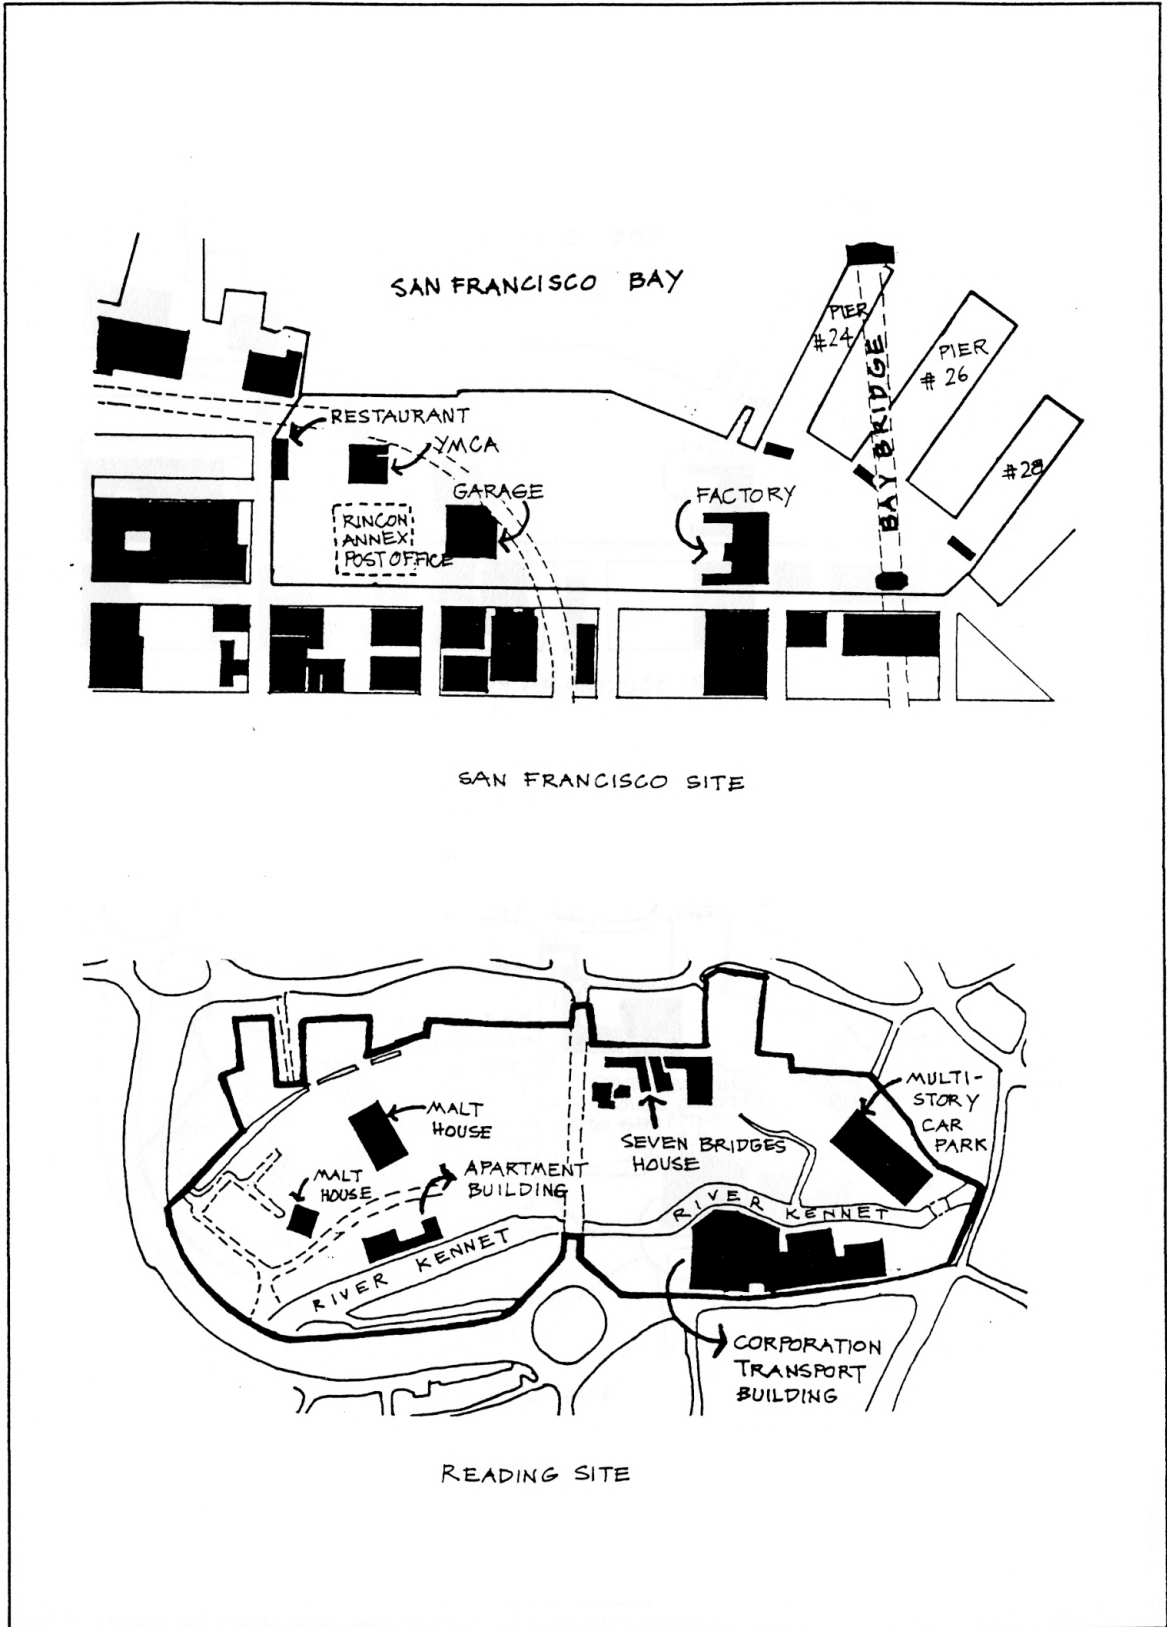 SAN FRANCISCO BAY
PIER
#24
BAY BRIDGE
PIER
# 26
#28
RESTAURANT
YMCA
GARAGE
FACTORY
RINCON
ANNEX
POST OFFICE
SAN FRANCISCO SITE
MALT
HOUSE
MALT
HOUSE
APARTMENT
BUILDING
RIVER KENNET
SEVEN BRIDGES
HOUSE
RIVER KENNET
MULTI-
STORY
CAR
PARK
CORPORATION
TRANSPORT
BUILDING
READING SITE